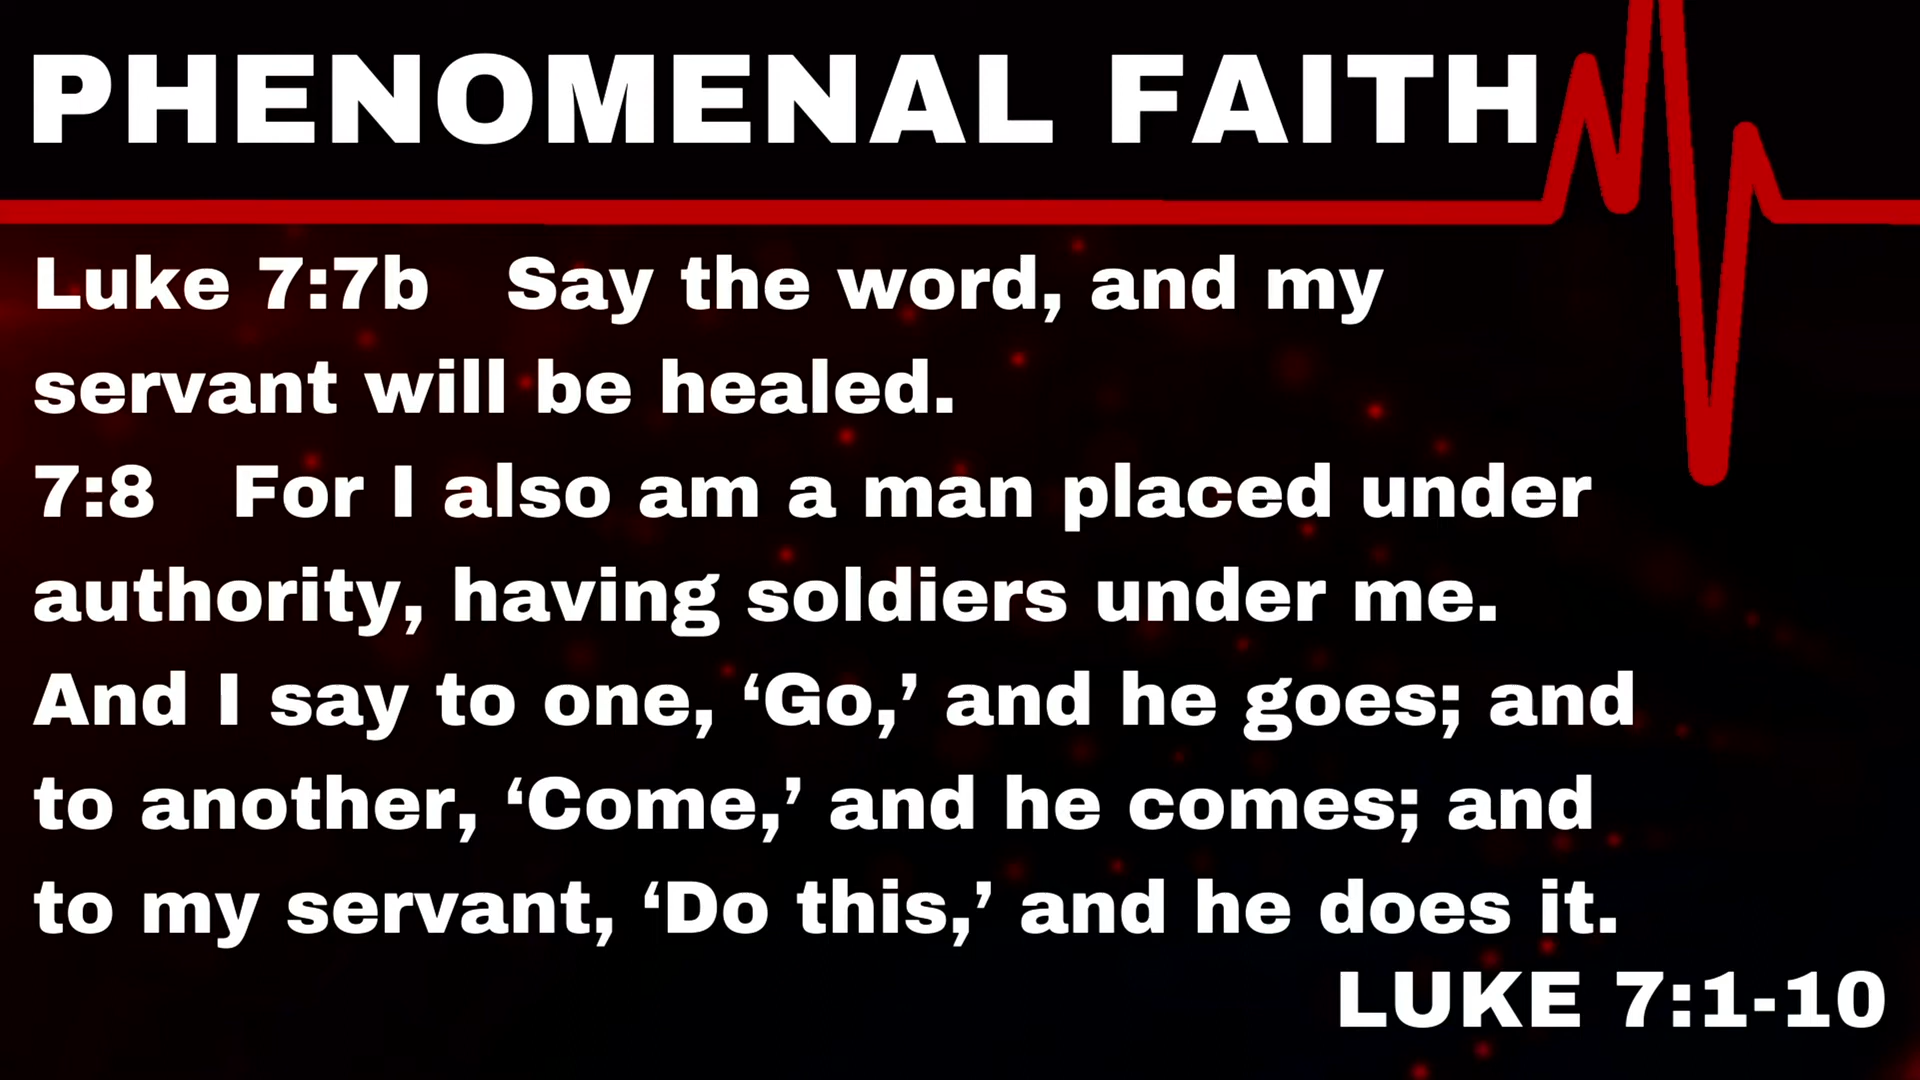 PHENOMENAL FAITH
Luke 7:7b Say the word, and my
servant will be healed.
7:8 For I also am a man placed under
authority, having soldiers under me.
And I say to one, ‘Go,’ and he goes; and
to another, ‘Come,’ and he comes; and
to my servant, ‘Do this,’ and he does it.
LUKE 7:1-10